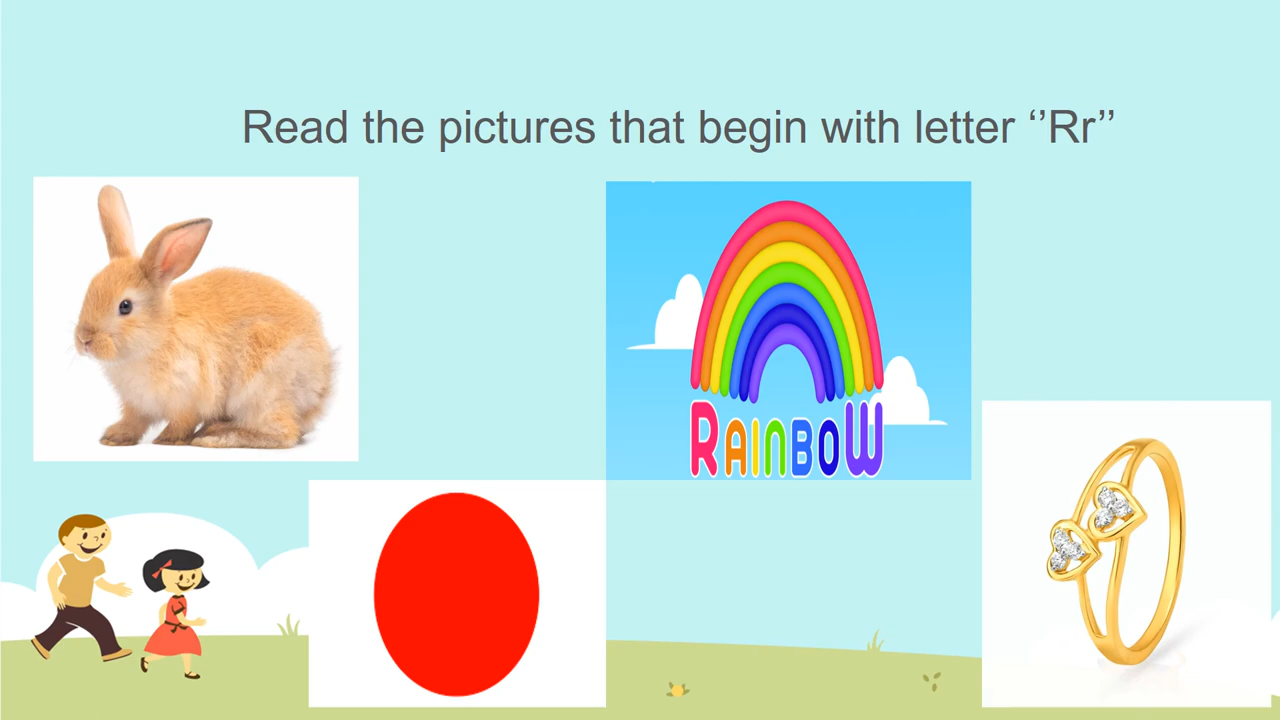 Read the pictures that begin with letter ‘’Rr’’
RAINBOW